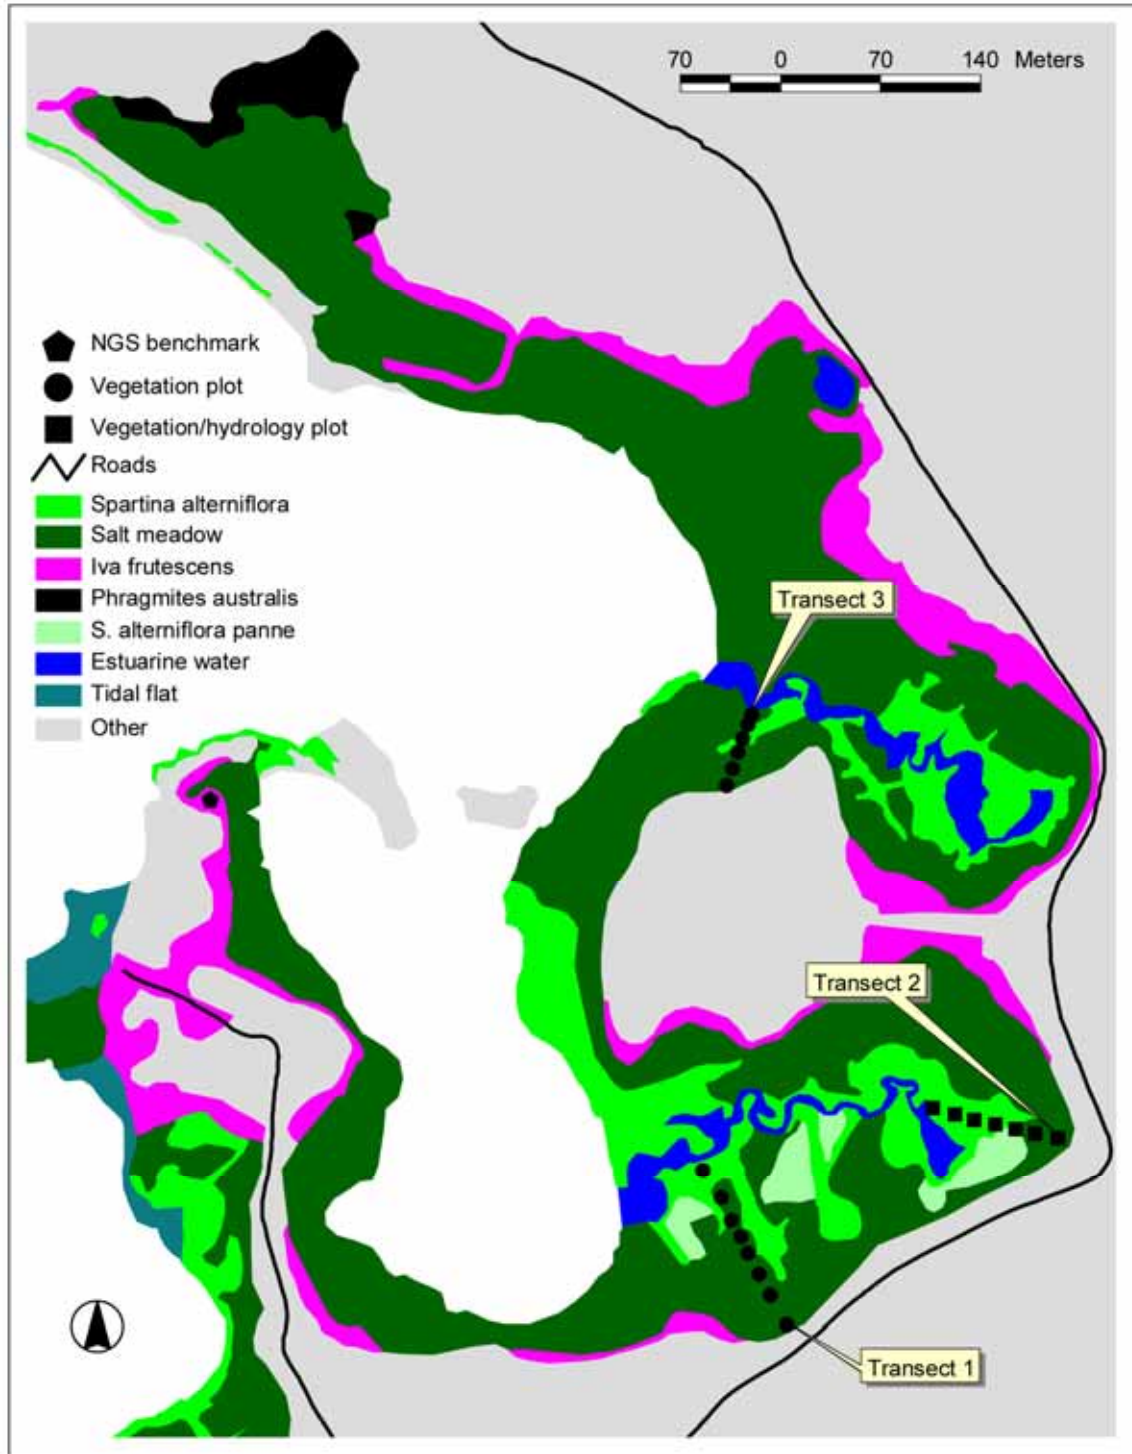 70 0 70 140 Meters
NGS benchmark
Vegetation plot
Vegetation/hydrology plot
Roads
Spartina alterniflora
Salt meadow
Iva frutescens
Phragmites australis
S. alterniflora panne
Estuarine water
Tidal flat
Other
Transect 3
Transect 2
Transect 1